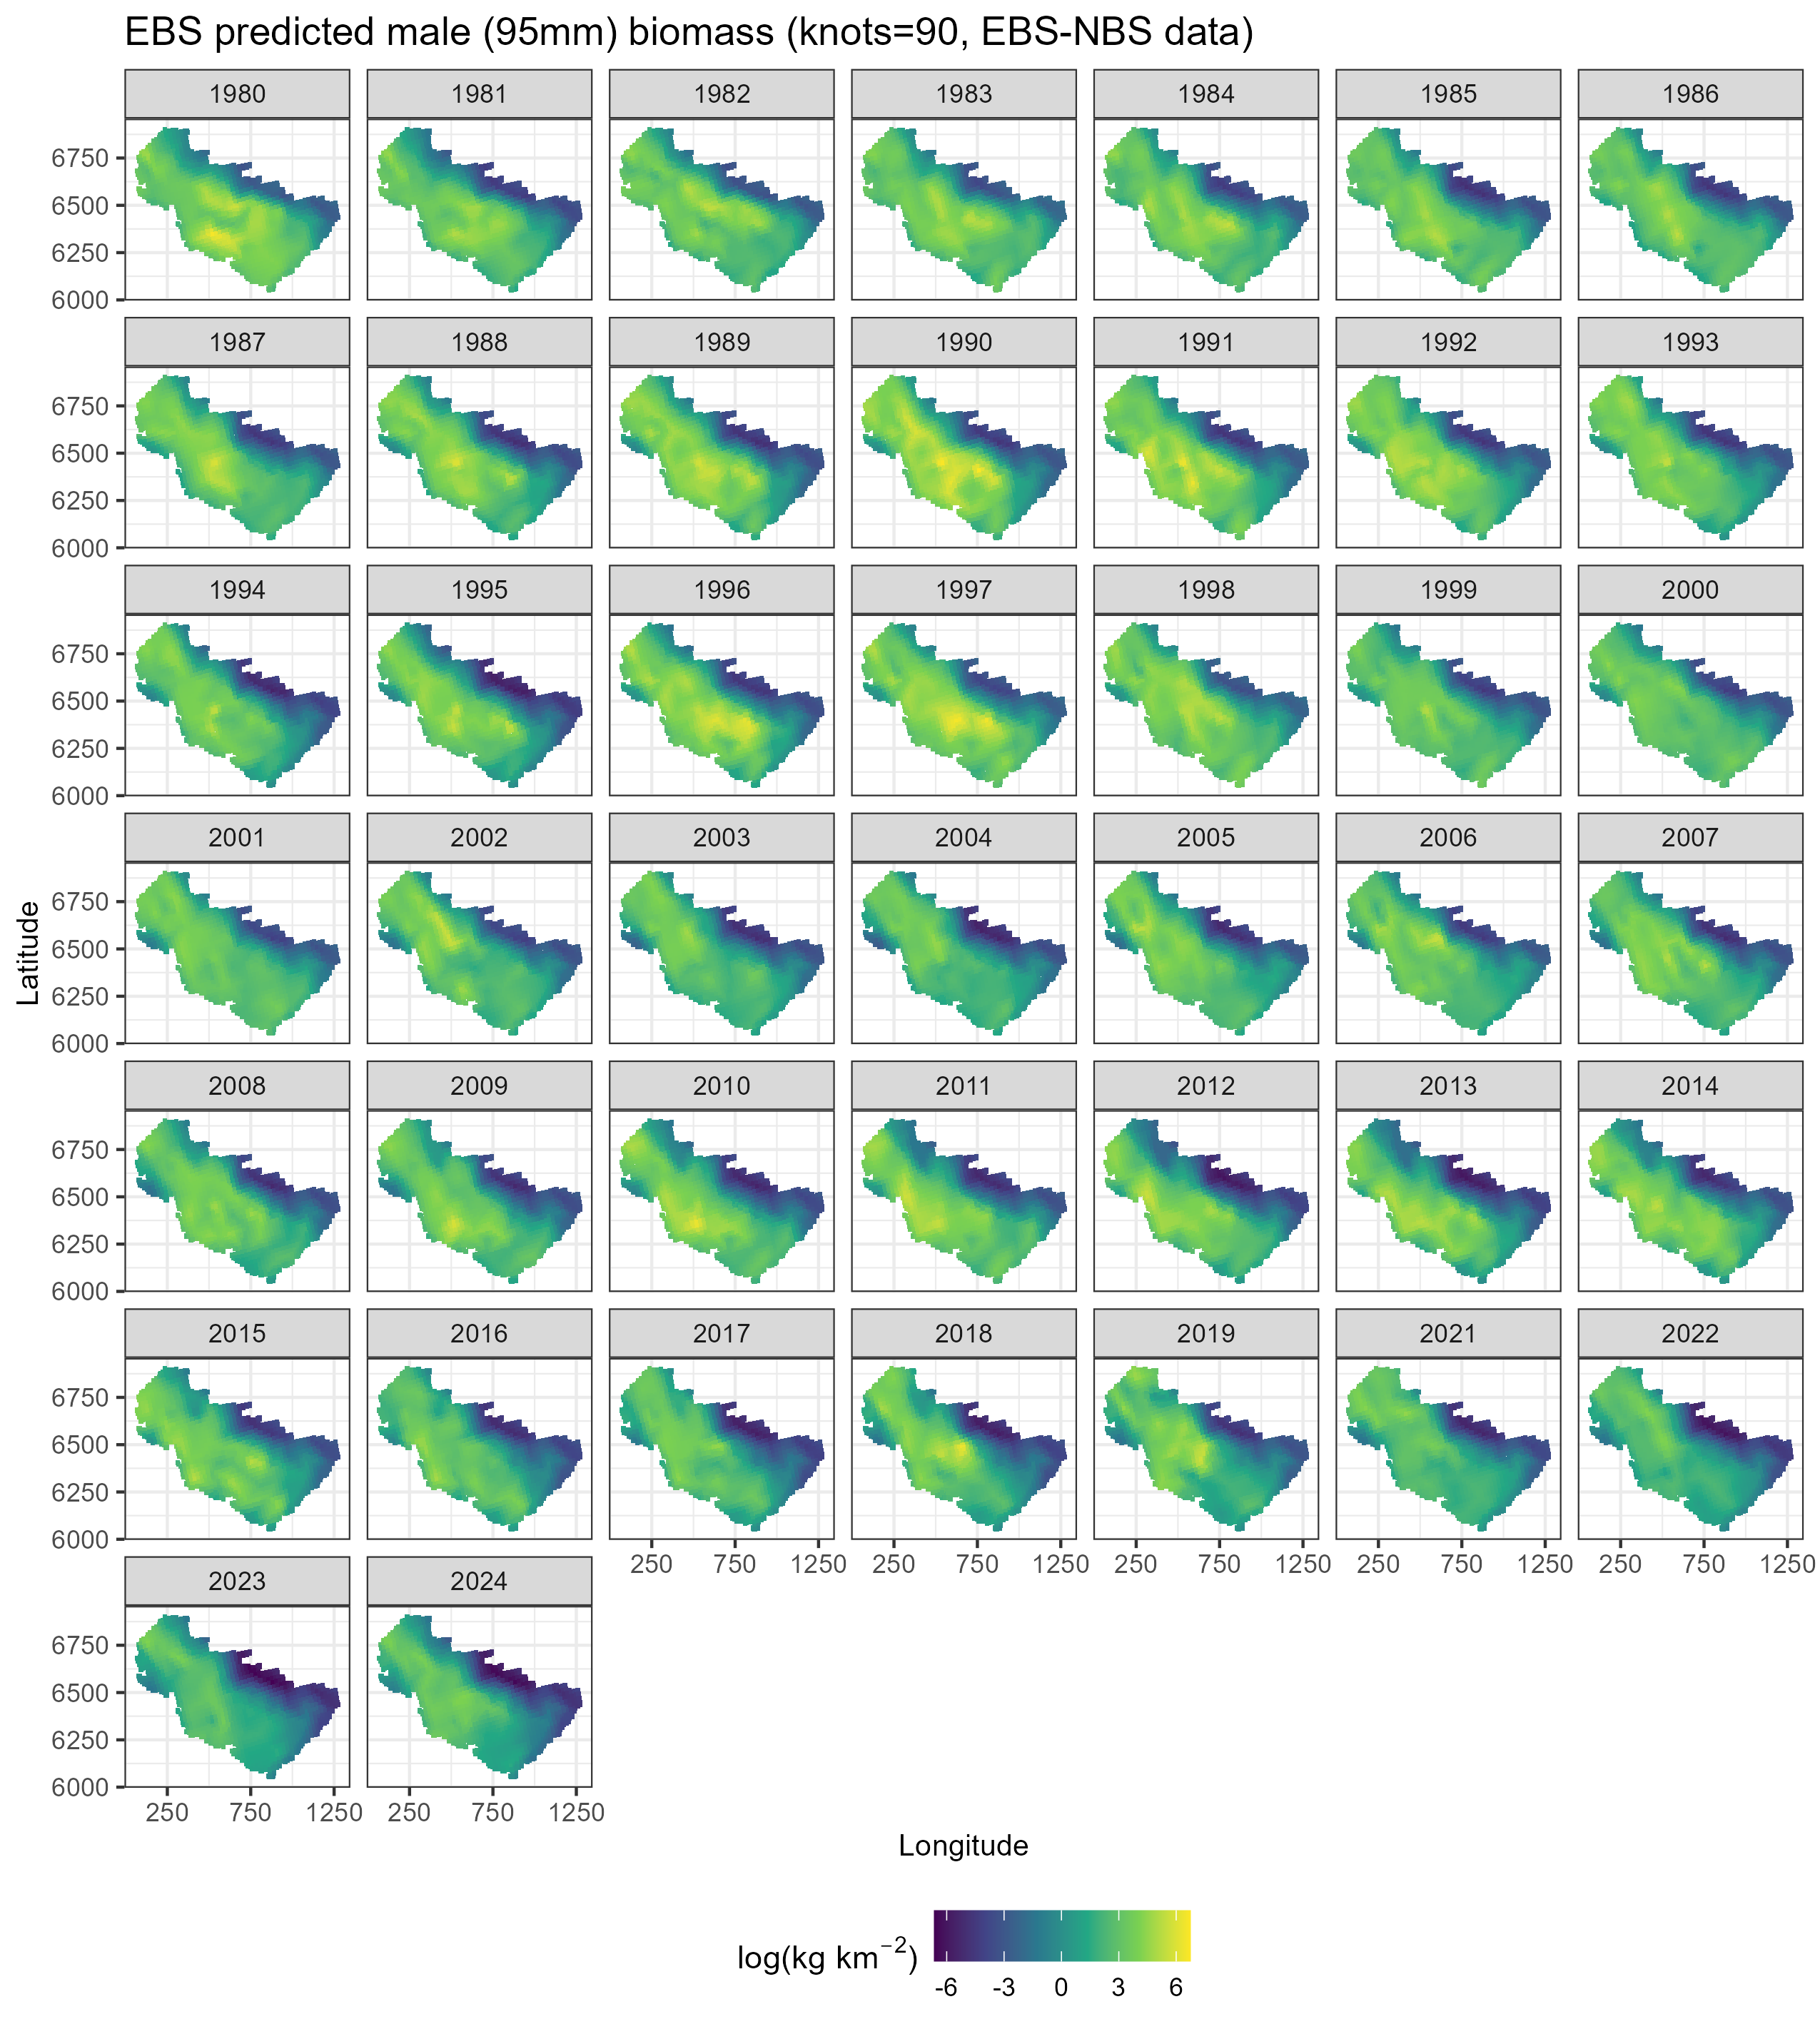 EBS predicted male (95mm) biomass (knots=90, EBS-NBS data)
1980 1981 1982 1983 1984 1985 1986
6750
6500
6250
6000
1987 1988 1989 1990 1991 1992 1993
6750
6500
6250
6000
1994 1995 1996 1997 1998 1999 2000
6750
6500
6250
6000
2001 2002 2003 2004 2005 2006 2007
6750
6500
6250
6000
Latitude
2008 2009 2010 2011 2012 2013 2014
6750
6500
6250
6000
2015 2016 2017 2018 2019 2021 2022
6750
6500
6250
6000
250 750 1250 250 750 1250 250 750 1250 250 750 1250 250 750 1250
2023 2024
6750
6500
6250
6000
250 750 1250 250 750 1250
Longitude
log(kg km⁻²)
-6 -3 0 3 6